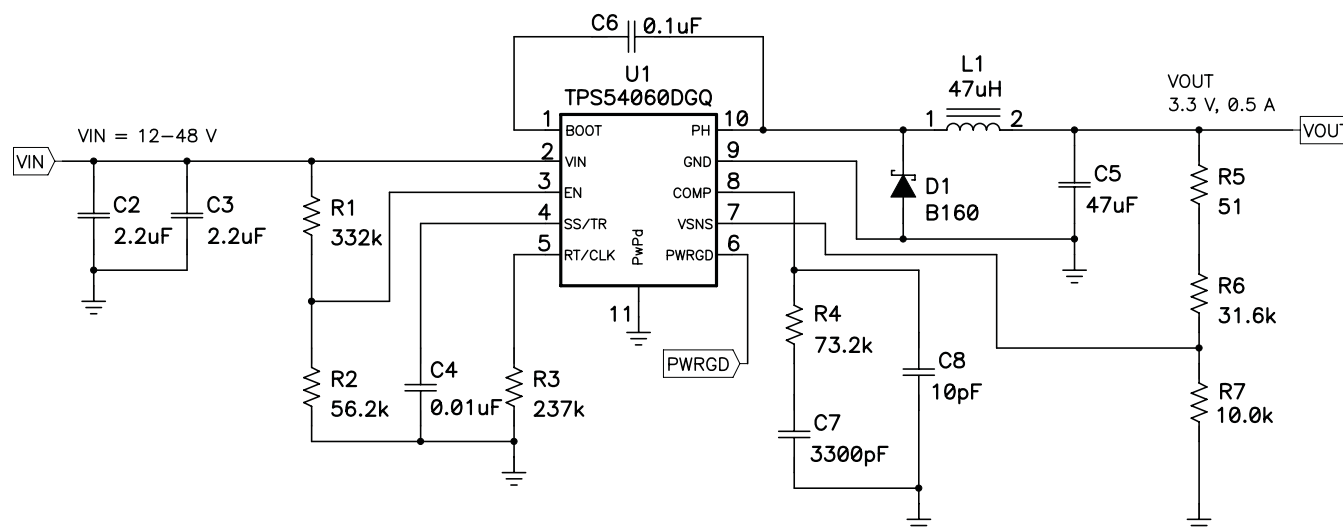 C6
0.1uF
U1
TPS54060DGQ
L1
47uH
VOUT
3.3 V, 0.5 A
VIN = 12-48 V
VIN
VOUT
1
BOOT
PH
10
1
2
2
VIN
GND
9
3
EN
COMP
8
4
SS/TR
VSNS
7
5
RT/CLK
PwPd
PWRGD
6
11
C2
2.2uF
C3
2.2uF
R1
332k
D1
B160
C5
47uF
R5
51
R6
31.6k
R4
73.2k
PWRGD
C8
10pF
R2
56.2k
C4
0.01uF
R3
237k
R7
10.0k
C7
3300pF